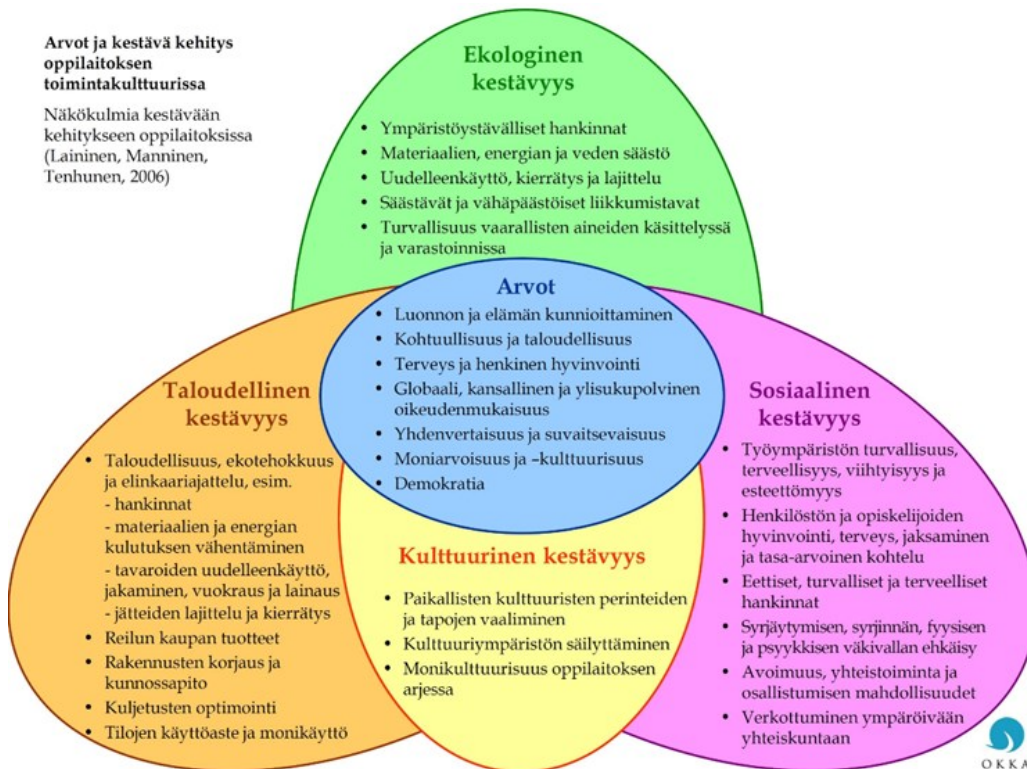 Arvot ja kestävä kehitys
oppilaitoksen
toimintakulttuurissa
Näkökulmia kestävään
kehitykseen oppilaitoksissa
(Laininen, Manninen,
Tenhunen, 2006)
Ekologinen
kestävyys
• Ympäristöystävälliset hankinnat
• Materiaalien, energian ja veden säästö
• Uudelleenkäyttö, kierrätys ja lajittelu
• Säästävät ja vähäpäästöiset liikkumistavat
• Turvallisuus vaarallisten aineiden käsittelyssä
ja varastoinnissa
Arvot
• Luonnon ja elämän kunnioittaminen
• Kohtuullisuus ja taloudellisuus
• Terveys ja henkinen hyvinvointi
• Globaali, kansallinen ja ylisukupolvinen
oikeudenmukaisuus
• Yhdenvertaisuus ja suvaitsevaisuus
• Moniarvoisuus ja –kulttuurisuus
• Demokratia
Taloudellinen
kestävyys
• Taloudellisuus, ekotehokkuus
ja elinkaariajattelu, esim.
- hankinnat
- materiaalien ja energian
kulutuksen vähentäminen
- tavaroiden uudelleenkäyttö,
jakaminen, vuokraus ja lainaus
- jätteiden lajittelu ja kierrätys
• Reilun kaupan tuotteet
• Rakennusten korjaus ja
kunnossapito
• Kuljetusten optimointi
• Tilojen käyttöaste ja monikäyttö
Kulttuurinen kestävyys
• Paikallisten kulttuuristen perinteiden
ja tapojen vaaliminen
• Kulttuuriympäristön säilyttäminen
• Monikulttuurisuus oppilaitoksen
arjessa
Sosiaalinen
kestävyys
• Työympäristön turvallisuus,
terveellisyys, viihtyisyys ja
esteettömyys
• Henkilöstön ja opiskelijoiden
hyvinvointi, terveys, jaksaminen
ja tasa-arvoinen kohtelu
• Eettiset, turvalliset ja terveelliset
hankinnat
• Syrjäytymisen, syrjinnän, fyysisen
ja psyykkisen väkivallan ehkäisy
• Avoimuus, yhteistoiminta ja
osallistumisen mahdollisuudet
• Verkottuminen ympäröivään
yhteiskuntaan
OKKA